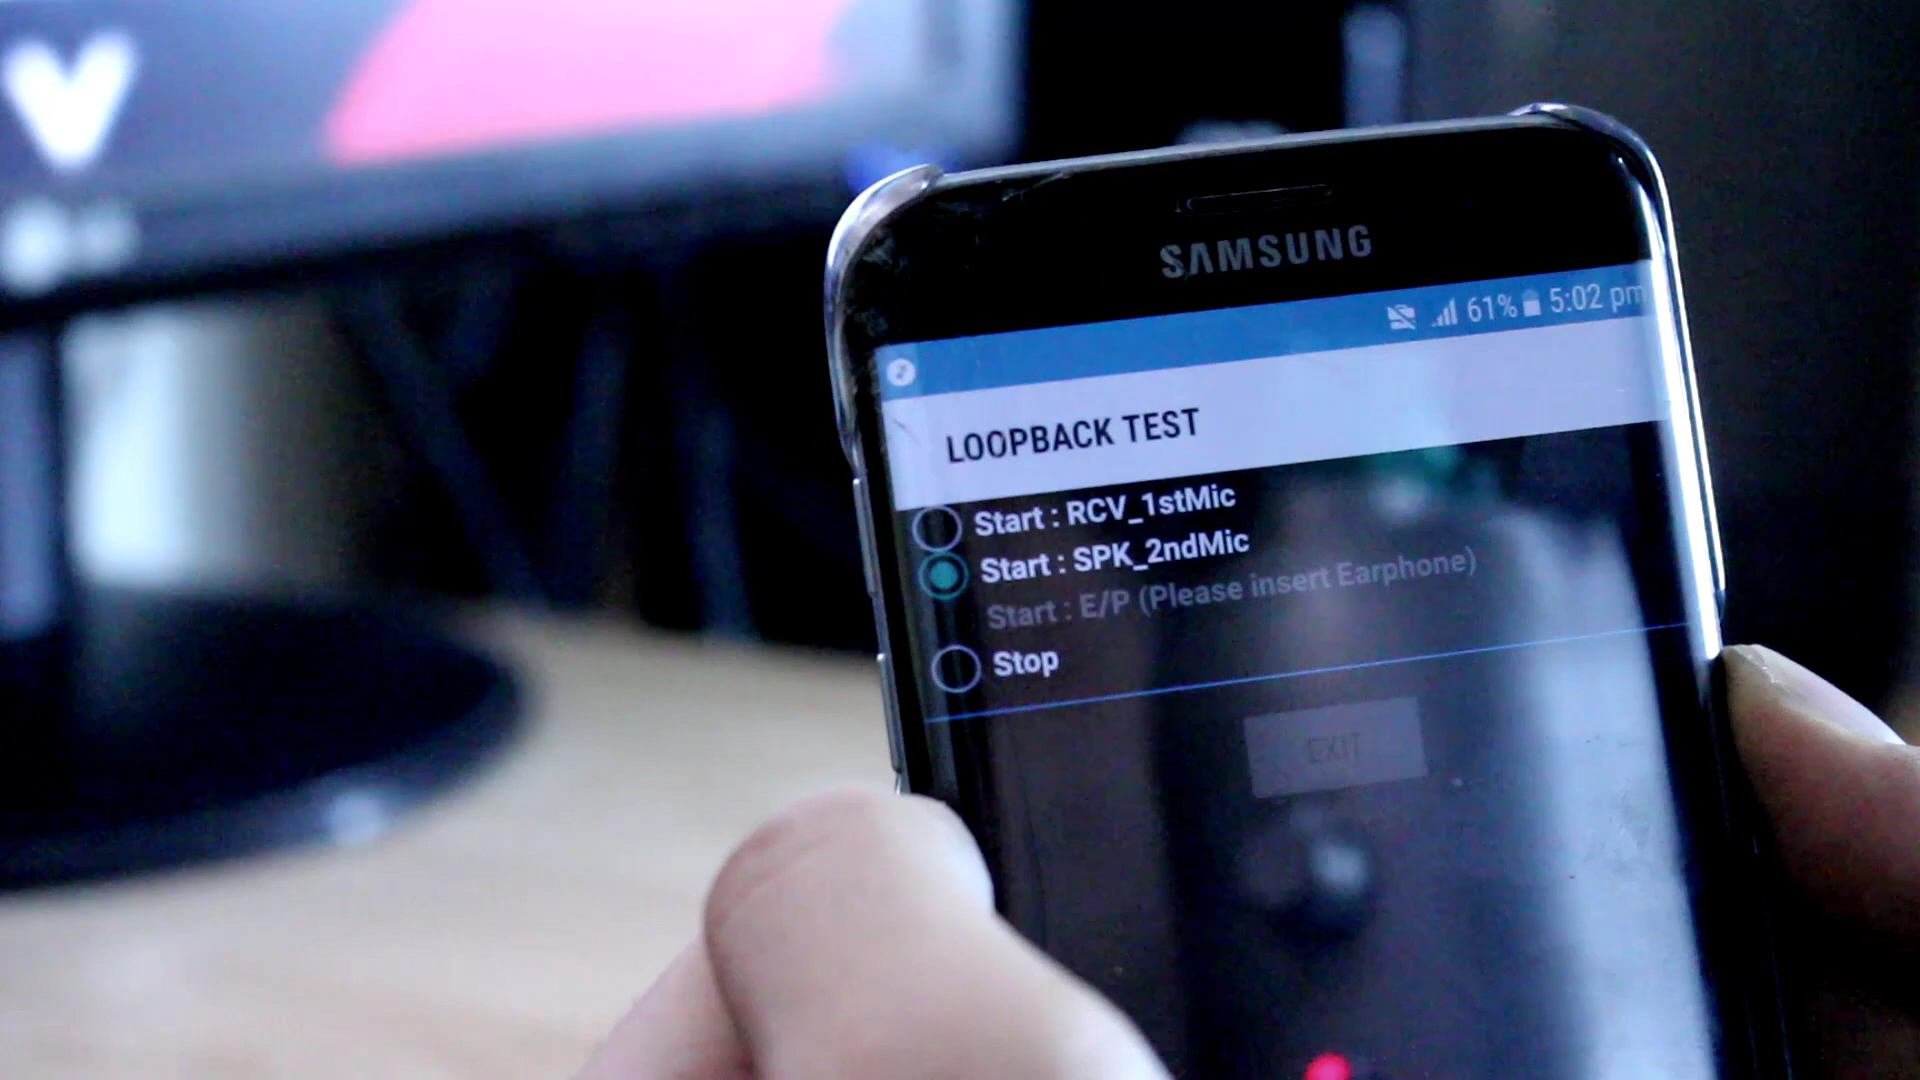 SAMSUNG
61% 5:02 pm
LOOPBACK TEST
Start : RCV_1stMic
Start : SPK_2ndMic
Start : E/P (Please insert Earphone)
Stop
EXIT